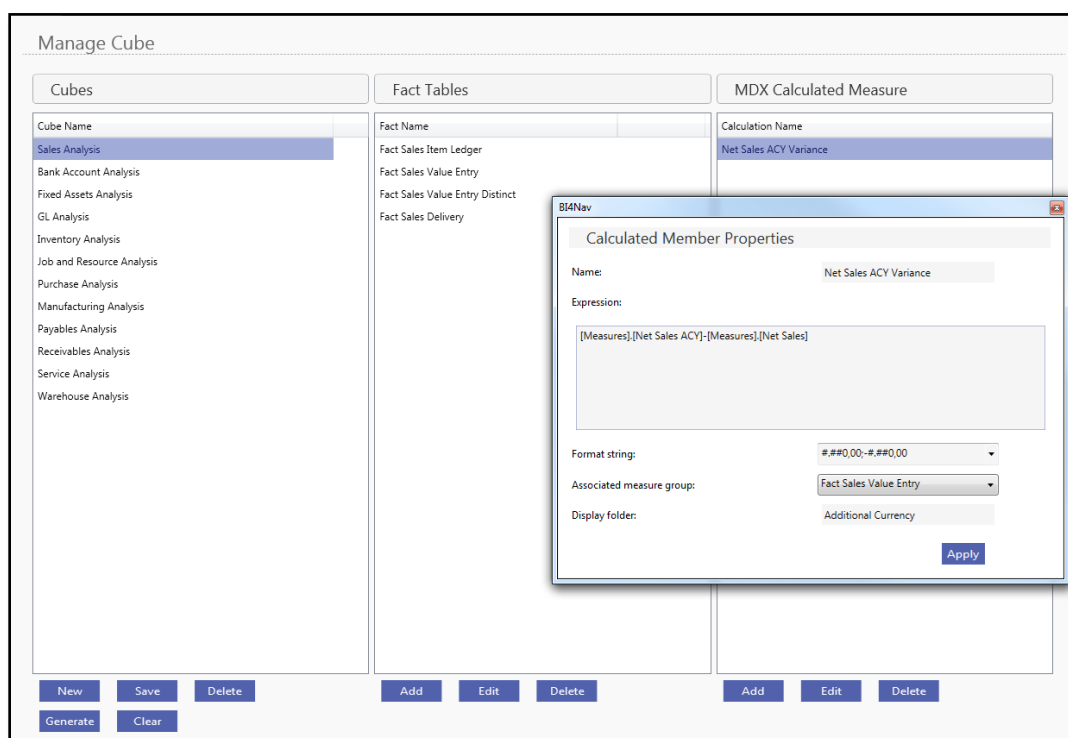 Manage Cube
Cubes
Fact Tables
MDX Calculated Measure
Cube Name
Sales Analysis
Bank Account Analysis
Fixed Assets Analysis
GL Analysis
Inventory Analysis
Job and Resource Analysis
Purchase Analysis
Manufacturing Analysis
Payables Analysis
Receivables Analysis
Service Analysis
Warehouse Analysis
Fact Name
Fact Sales Item Ledger
Fact Sales Value Entry
Fact Sales Value Entry Distinct
Fact Sales Delivery
Calculation Name
Net Sales ACY Variance
BI4Nav
Calculated Member Properties
Name: Net Sales ACY Variance
Expression:
[Measures].[Net Sales ACY]-[Measures].[Net Sales]
Format string: #.##0,00;-#.##0,00
Associated measure group: Fact Sales Value Entry
Display folder: Additional Currency
Apply
New Save Delete
Generate Clear
Add Edit Delete
Add Edit Delete